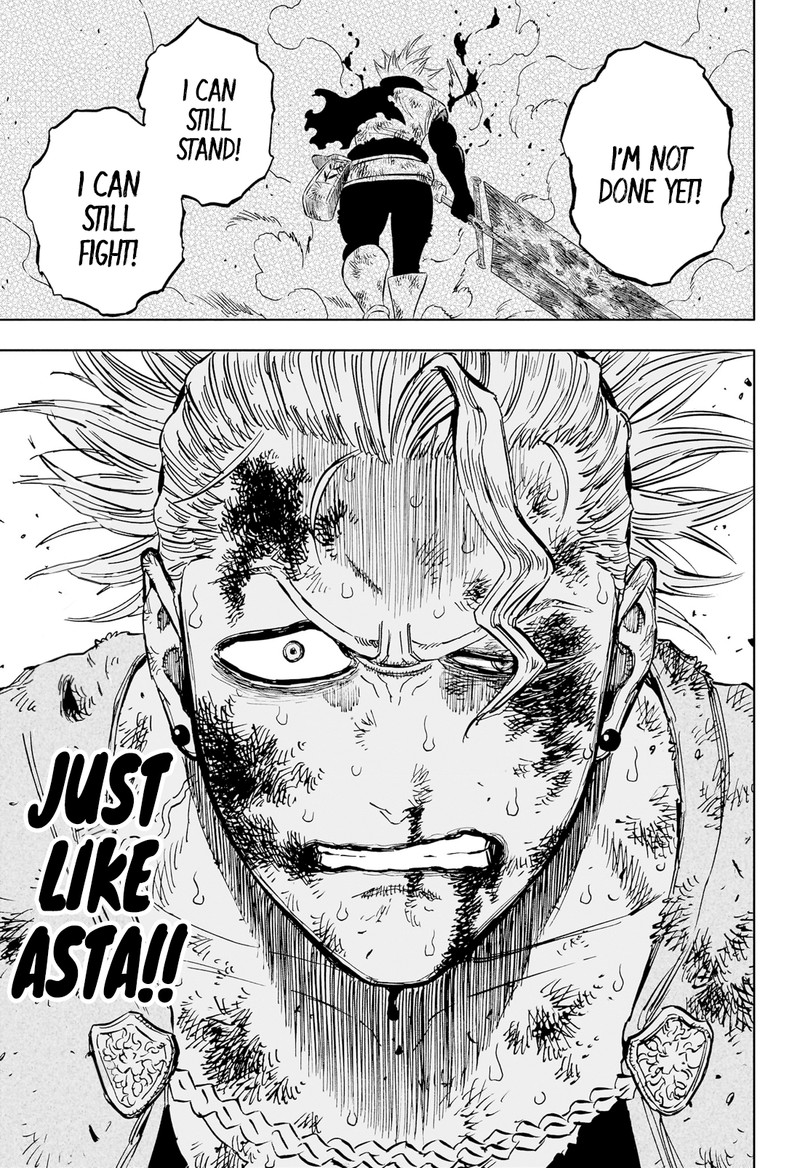 I'M NOT
DONE YET!
I CAN
STILL
STAND!
I CAN
STILL
FIGHT!
JUST
LIKE
ASTA!!